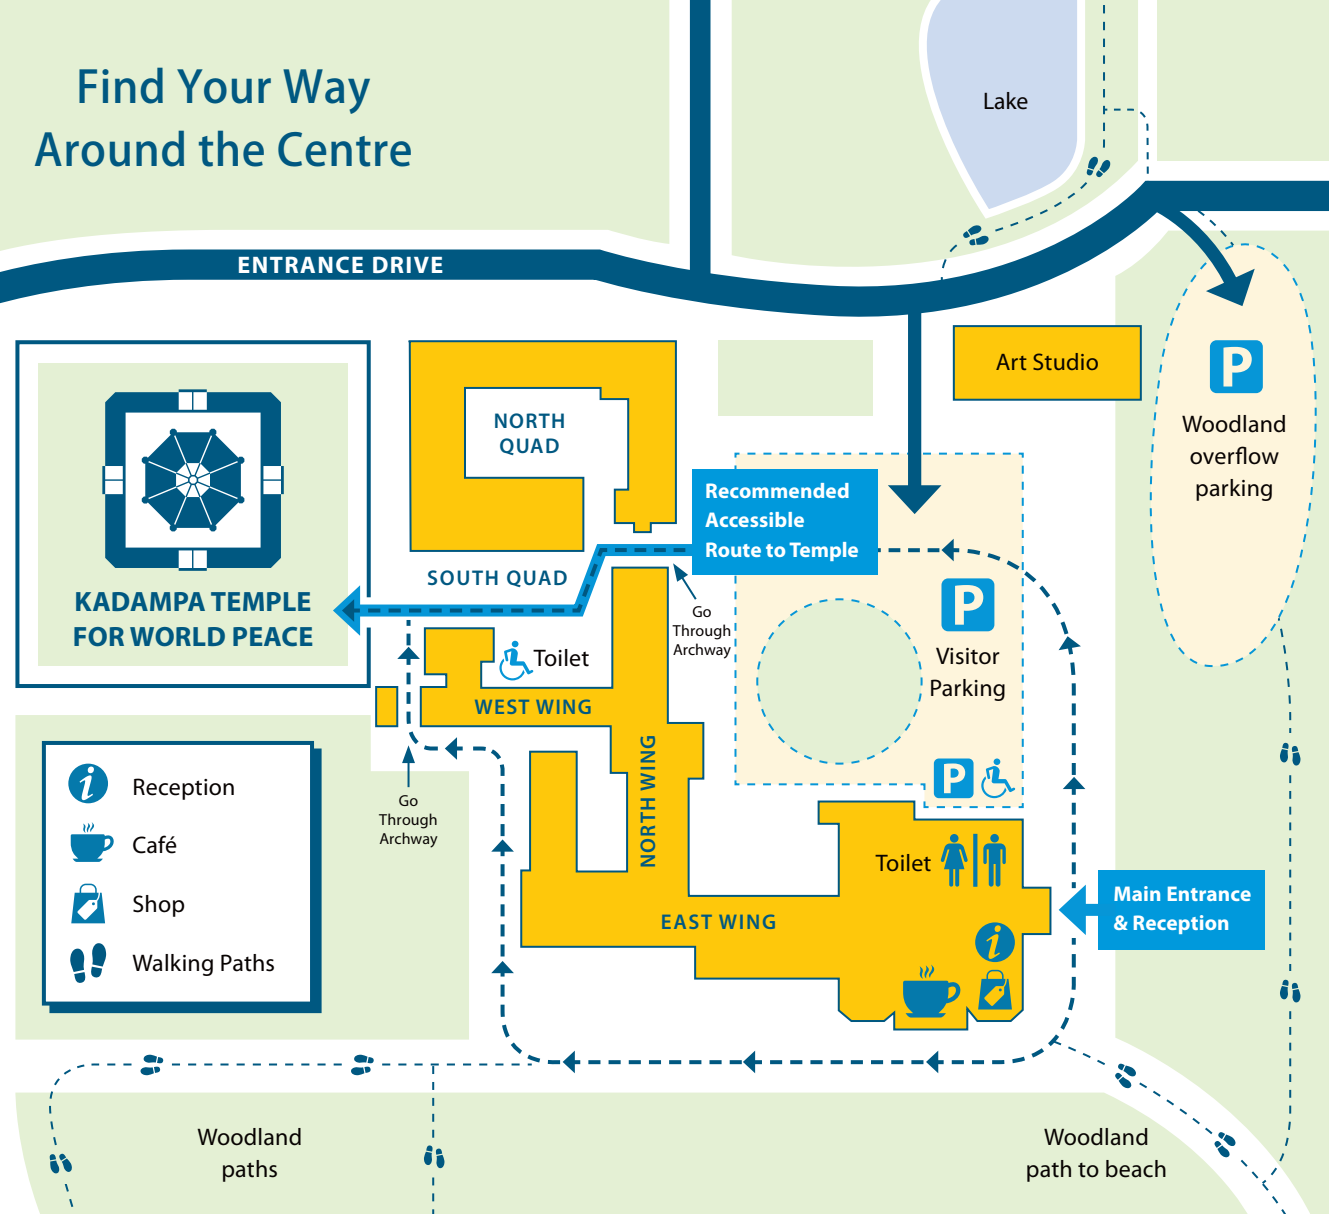 Find Your Way
Around the Centre
Lake
ENTRANCE DRIVE
Art Studio
P
Woodland
overflow
parking
NORTH
QUAD
Recommended
Accessible
Route to Temple
SOUTH QUAD
KADAMPA TEMPLE
FOR WORLD PEACE
Go
Through
Archway
P
Visitor
Parking
Toilet
WEST WING
NORTH WING
P
i
Reception
Café
Shop
Walking Paths
Go
Through
Archway
Toilet
EAST WING
i
Main Entrance
& Reception
Woodland
paths
Woodland
path to beach